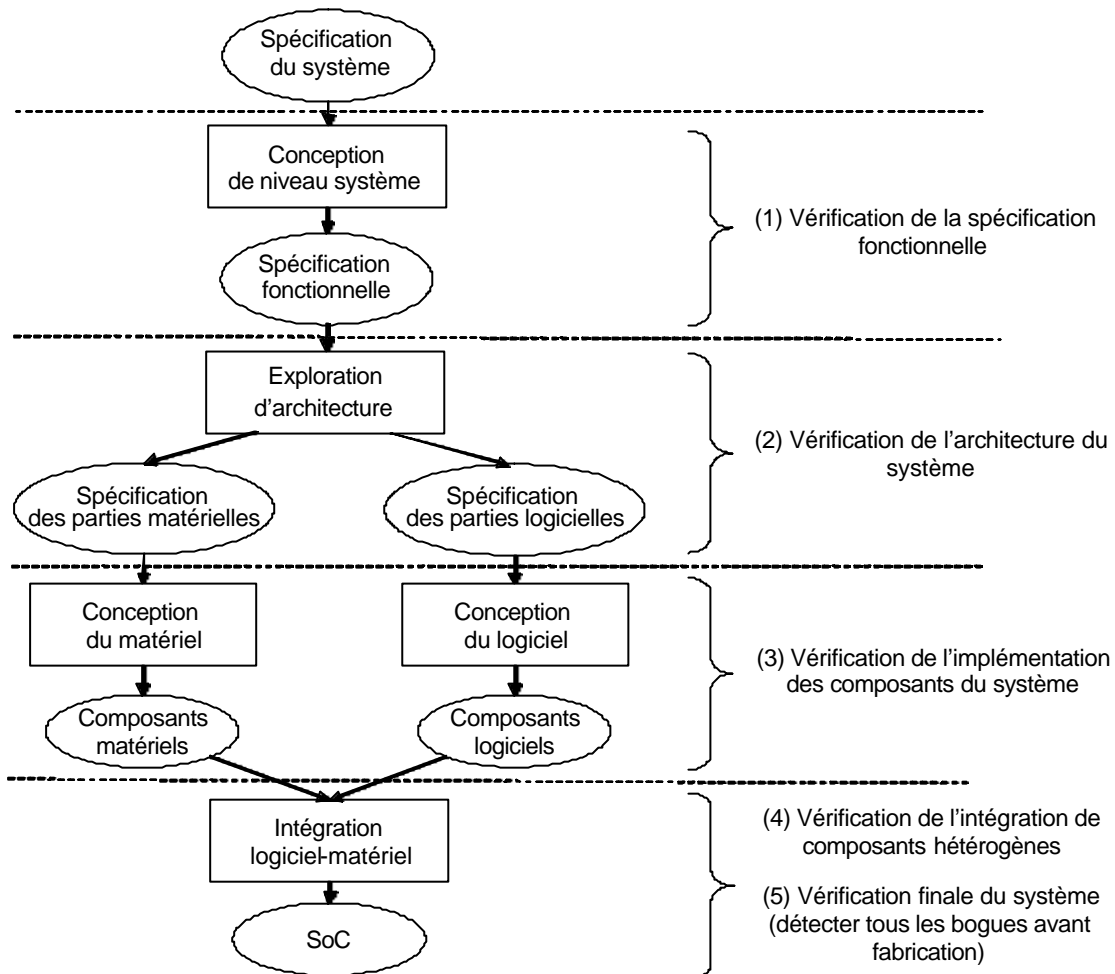 Spécification
du système
Conception
de niveau système
(1) Vérification de la spécification
fonctionnelle
Spécification
fonctionnelle
Exploration
d’architecture
(2) Vérification de l’architecture du
système
Spécification
des parties matérielles
Spécification
des parties logicielles
Conception
du matériel
Conception
du logiciel
(3) Vérification de l’implémentation
des composants du système
Composants
matériels
Composants
logiciels
Intégration
logiciel-matériel
(4) Vérification de l’intégration de
composants hétérogènes
(5) Vérification finale du système
(détecter tous les bogues avant
fabrication)
SoC